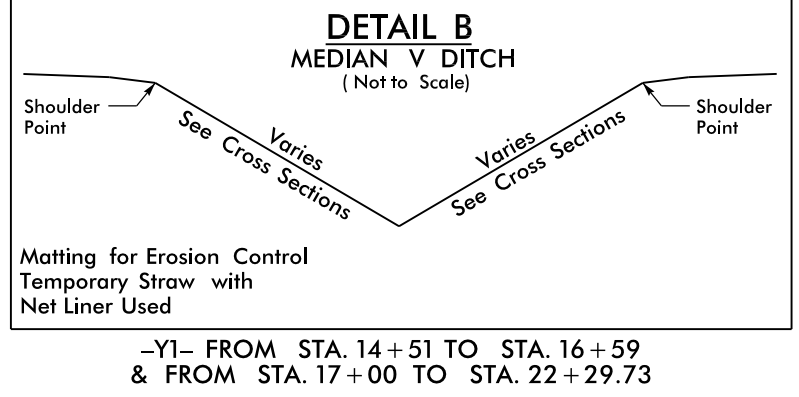 DETAIL B
MEDIAN V DITCH
( Not to Scale)
Shoulder
Point
Varies
See Cross Sections
Varies
See Cross Sections
Shoulder
Point
Matting for Erosion Control
Temporary Straw with
Net Liner Used
–Y1– FROM STA. 14+51 TO STA. 16+59
& FROM STA. 17+00 TO STA. 22+29.73